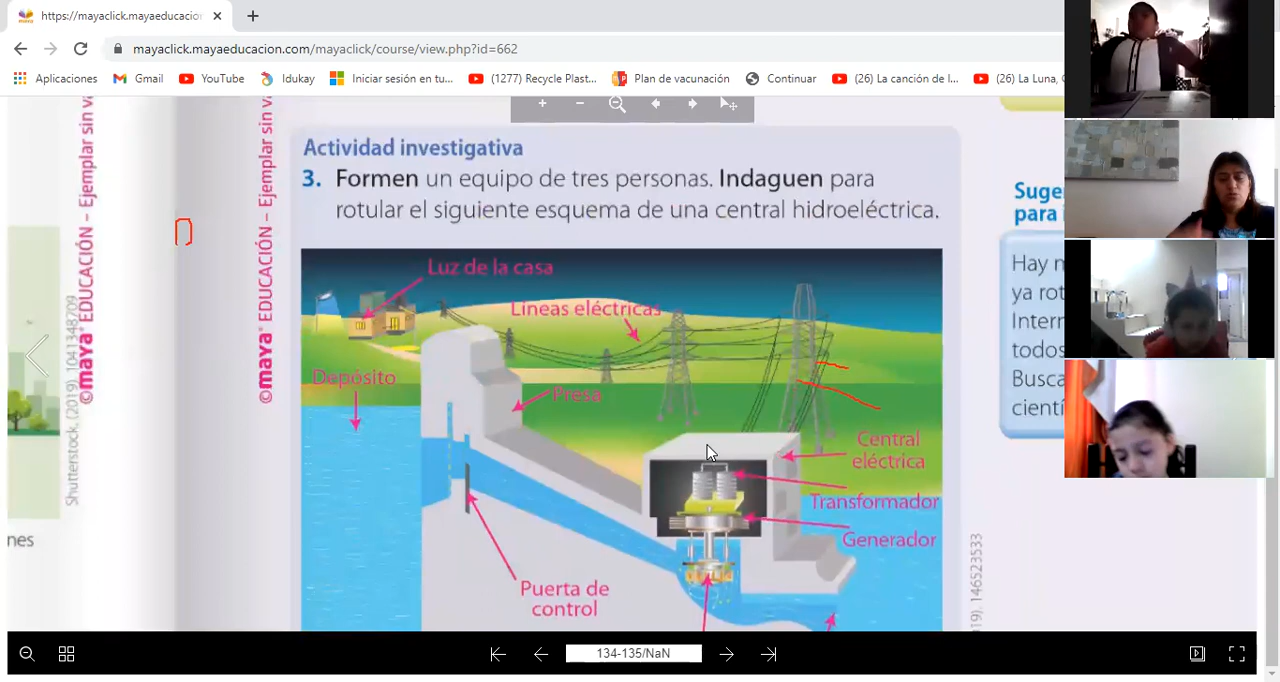 https://mayaclick.mayaeducacion
mayaclick.mayaeducacion.com/mayaclick/course/view.php?id=662
Aplicaciones
Gmail
YouTube
Idukay
Iniciar sesión en tu...
(1277) Recycle Plast...
Plan de vacunación
Continuar
(26) La canción de l...
(26) La Luna,
Actividad investigativa
3. Formen un equipo de tres personas. Indaguen para
rotular el siguiente esquema de una central hidroeléctrica.
Luz de la casa
Líneas eléctricas
Depósito
Presa
Central
eléctrica
Transformador
Generador
Puerta de
control
©maya® EDUCACIÓN – Ejemplar sin
©maya® EDUCACIÓN – Ejemplar sin
Shutterstock, (2019). 1041348709
nes
Suge
para
Hay
ya rot
Intern
todos
Busca
cientí
19). 146523533
134-135/NaN